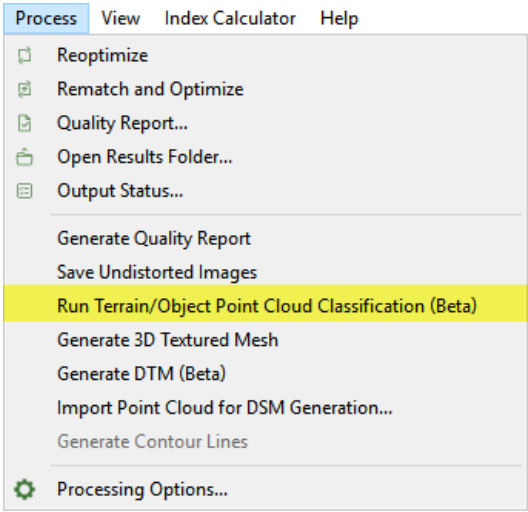 Process View Index Calculator Help
Reoptimize
Rematch and Optimize
Quality Report...
Open Results Folder...
Output Status...
Generate Quality Report
Save Undistorted Images
Run Terrain/Object Point Cloud Classification (Beta)
Generate 3D Textured Mesh
Generate DTM (Beta)
Import Point Cloud for DSM Generation...
Generate Contour Lines
Processing Options...